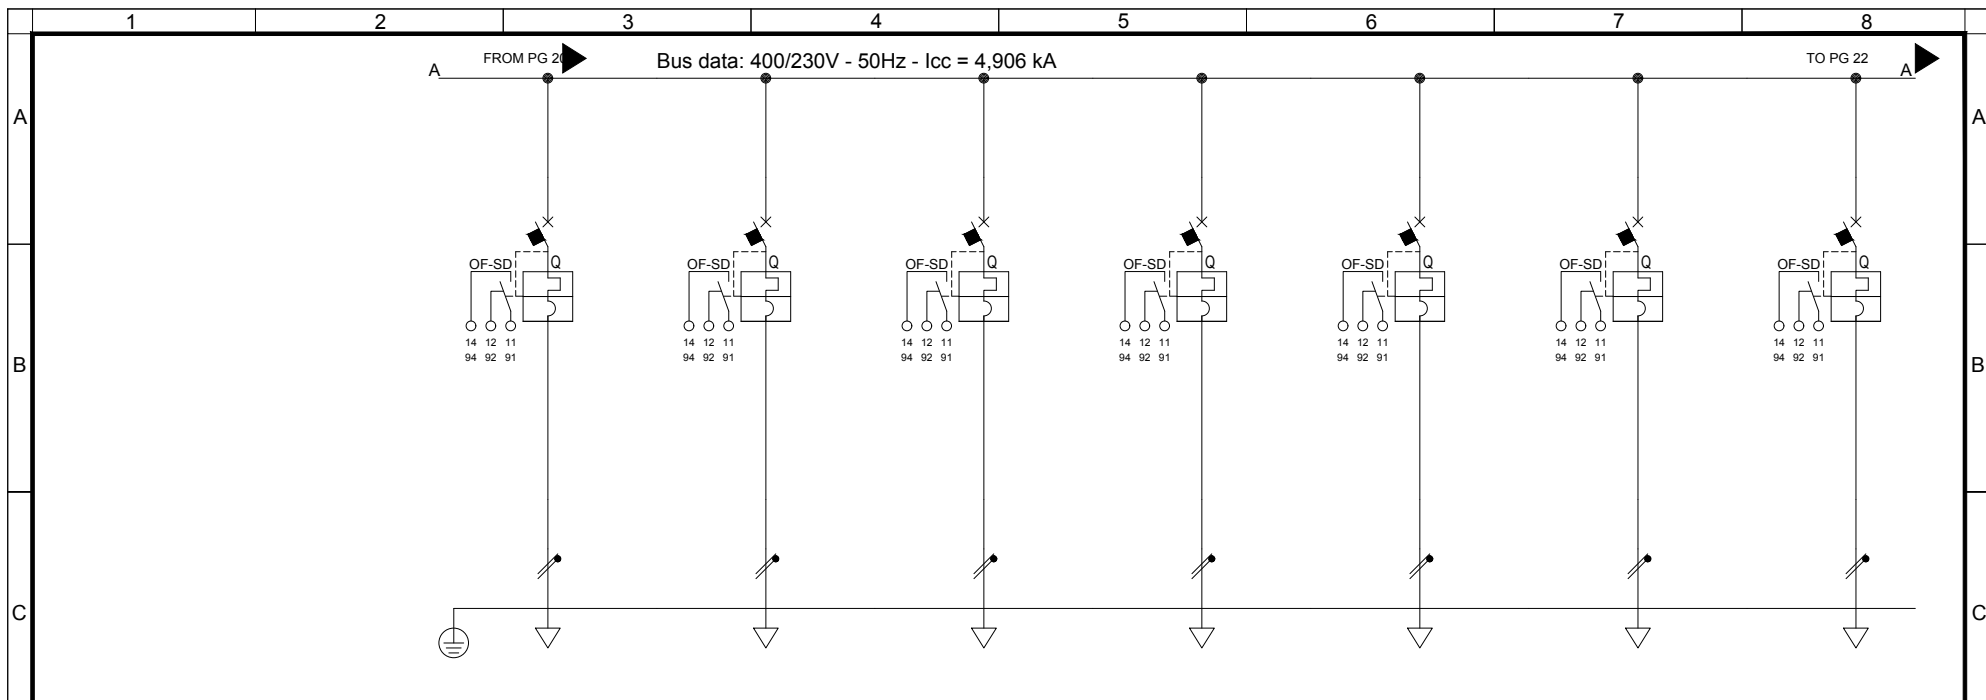 1 2 3 4 5 6 7 8
FROM PG 20 Bus data: 400/230V - 50Hz - Icc = 4,906 kA TO PG 22
A A
A A
OF-SD Q OF-SD Q OF-SD Q OF-SD Q OF-SD Q OF-SD Q OF-SD Q
14 12 11 14 12 11 14 12 11 14 12 11 14 12 11 14 12 11 14 12 11
94 92 91 94 92 91 94 92 91 94 92 91 94 92 91 94 92 91 94 92 91
B B
C C